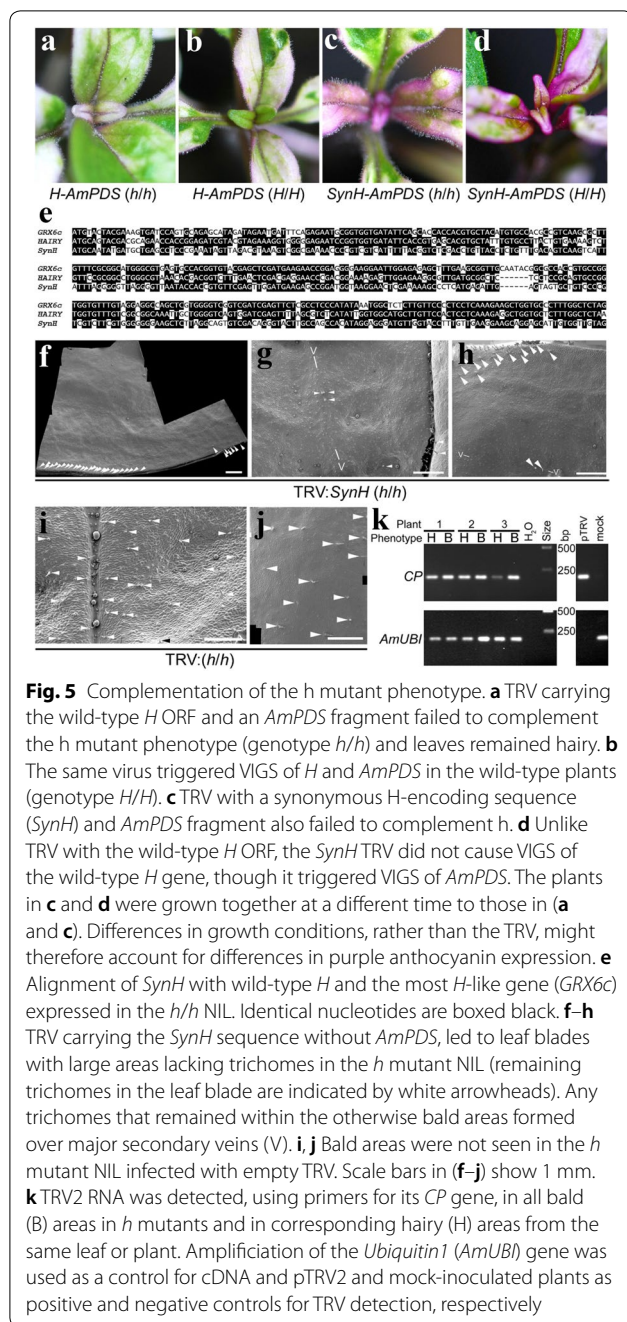 a
b
c
d
H-AmPDS (h/h)
H-AmPDS (H/H)
SynH-AmPDS (h/h)
SynH-AmPDS (H/H)
e
GRX6c
HAIRY
SynH
GRX6c
HAIRY
SynH
GRX6c
HAIRY
SynH
f
g
h
V
V
V
V
TRV:SynH (h/h)
i
j
k
TRV:(h/h)
Plant 1 2 3
Phenotype H B H B H B H₂O Size bp pTRV mock
CP
500
250
AmUBI
500
250
Fig. 5 Complementation of the h mutant phenotype. a TRV carrying
the wild-type H ORF and an AmPDS fragment failed to complement
the h mutant phenotype (genotype h/h) and leaves remained hairy. b
The same virus triggered VIGS of H and AmPDS in the wild-type plants
(genotype H/H). c TRV with a synonymous H-encoding sequence
(SynH) and AmPDS fragment also failed to complement h. d Unlike
TRV with the wild-type H ORF, the SynH TRV did not cause VIGS of
the wild-type H gene, though it triggered VIGS of AmPDS. The plants
in c and d were grown together at a different time to those in (a
and c). Differences in growth conditions, rather than the TRV, might
therefore account for differences in purple anthocyanin expression. e
Alignment of SynH with wild-type H and the most H-like gene (GRX6c)
expressed in the h/h NIL. Identical nucleotides are boxed black. f–h
TRV carrying the SynH sequence without AmPDS, led to leaf blades
with large areas lacking trichomes in the h mutant NIL (remaining
trichomes in the leaf blade are indicated by white arrowheads). Any
trichomes that remained within the otherwise bald areas formed
over major secondary veins (V). i, j Bald areas were not seen in the h
mutant NIL infected with empty TRV. Scale bars in (f–j) show 1 mm.
k TRV2 RNA was detected, using primers for its CP gene, in all bald
(B) areas in h mutants and in corresponding hairy (H) areas from the
same leaf or plant. Amplificiation of the Ubiquitin1 (AmUBI) gene was
used as a control for cDNA and pTRV2 and mock-inoculated plants as
positive and negative controls for TRV detection, respectively